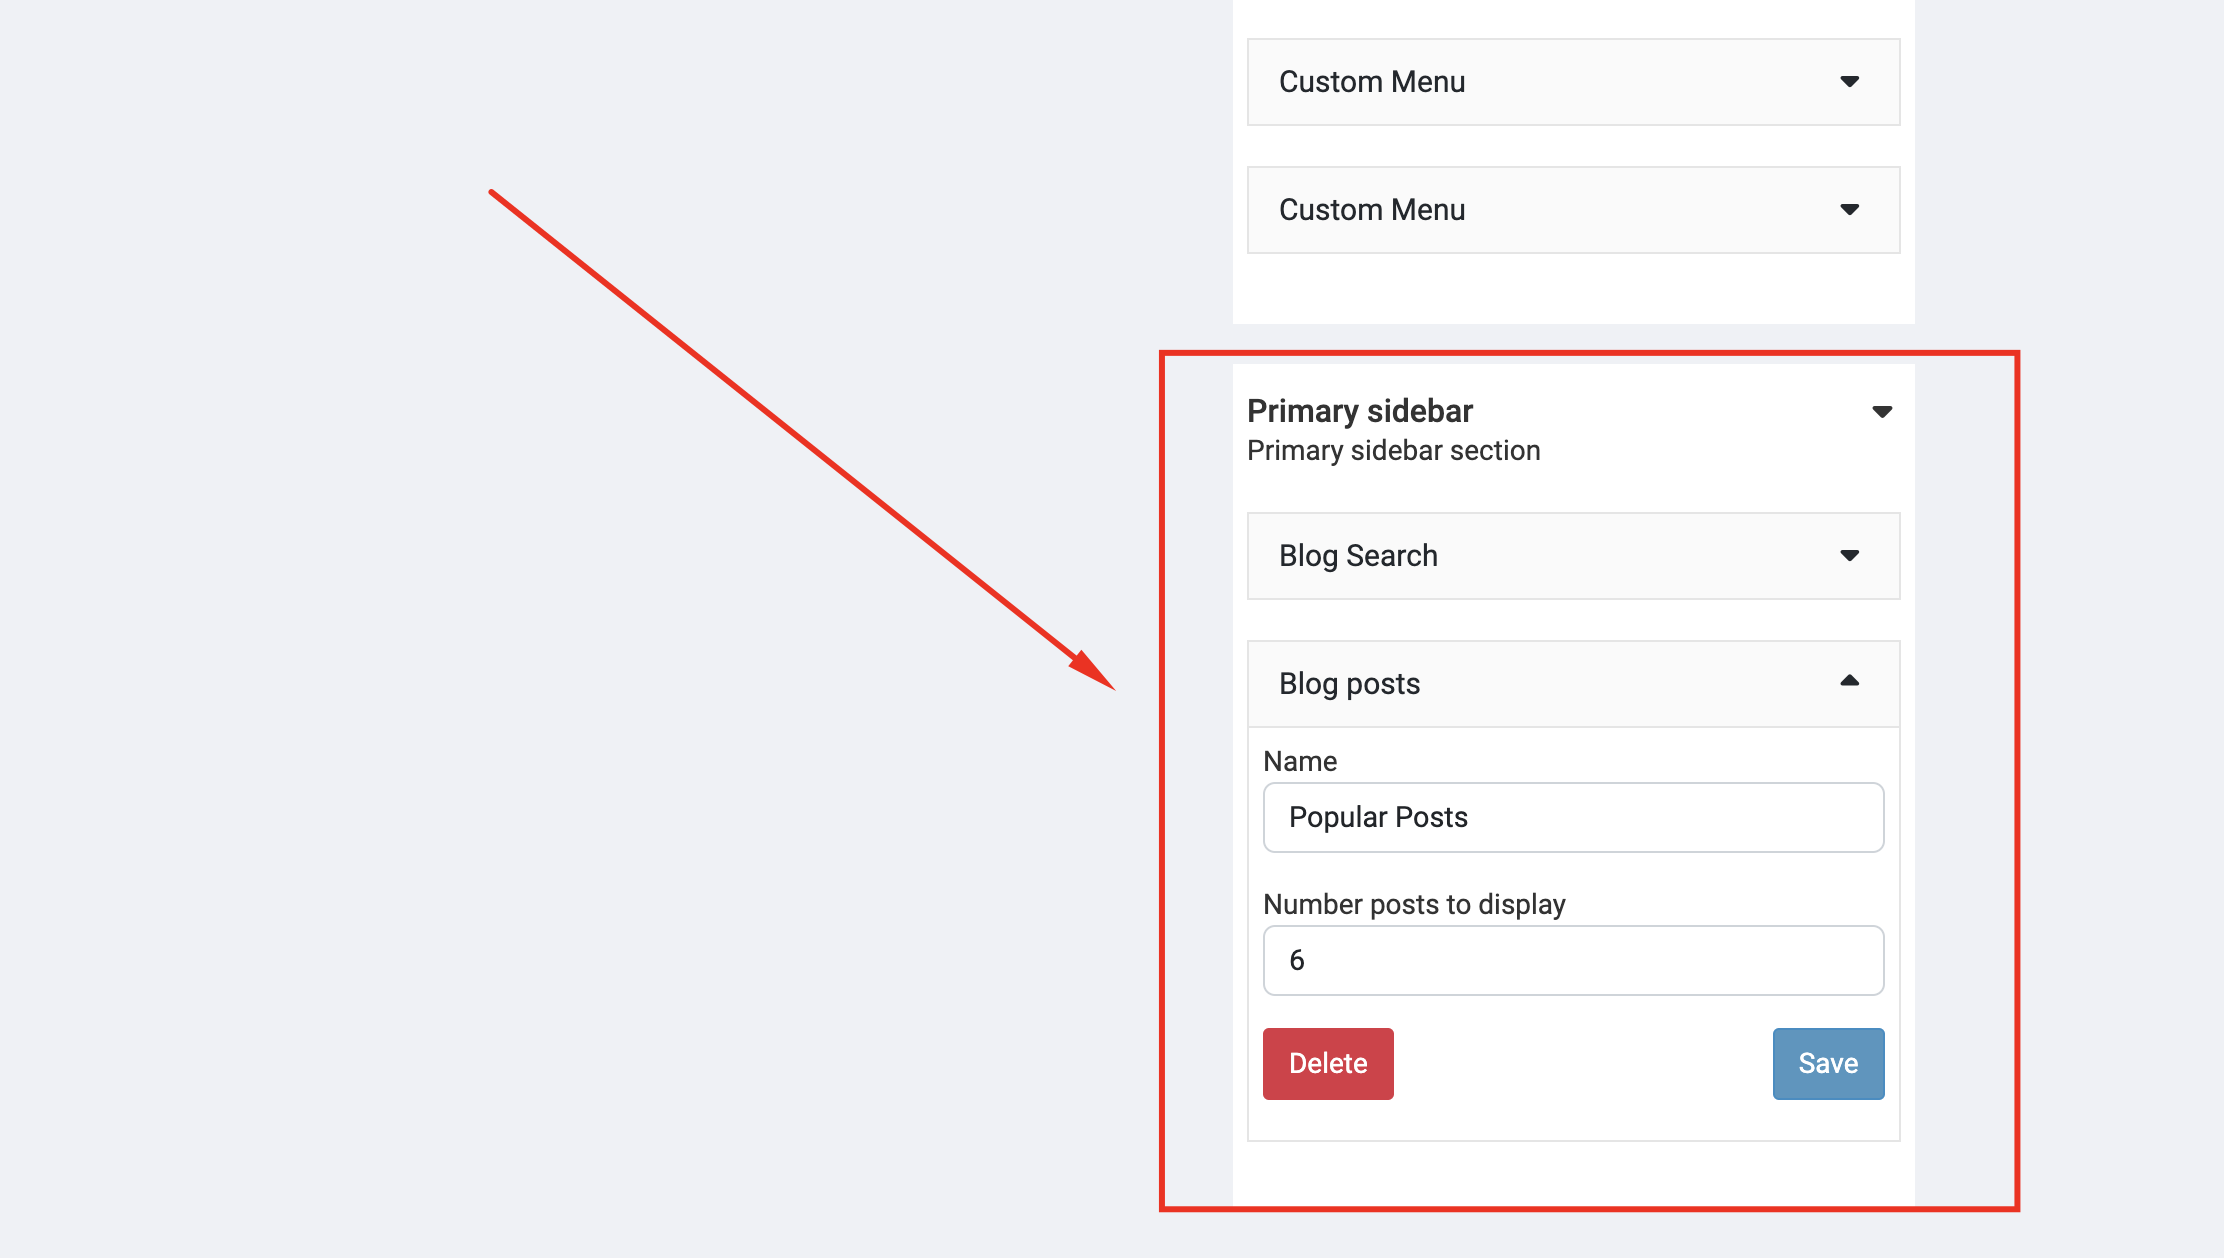 Custom Menu
Custom Menu
Primary sidebar
Primary sidebar section
Blog Search
Blog posts
Name
Popular Posts
Number posts to display
6
Delete
Save